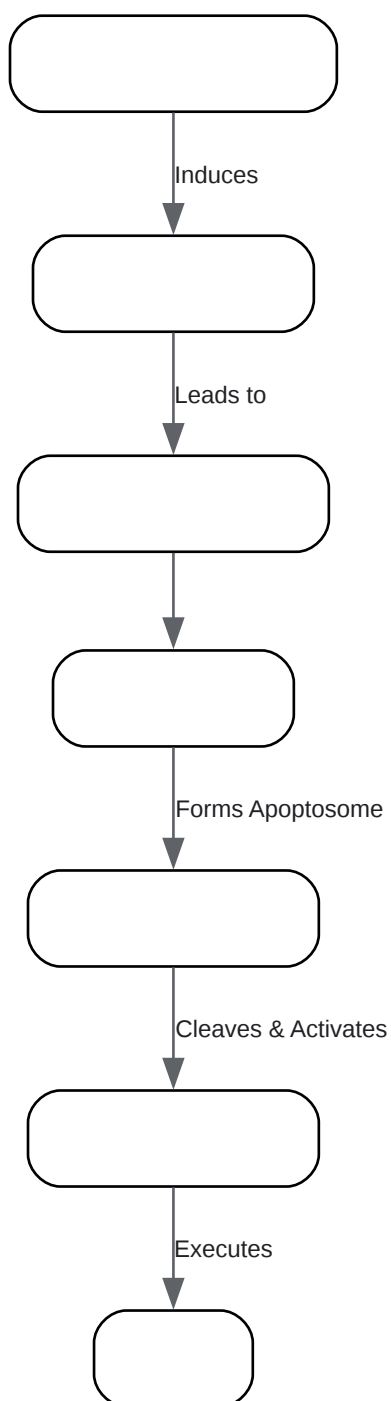 Induces
Leads to
Forms Apoptosome
Cleaves & Activates
Executes